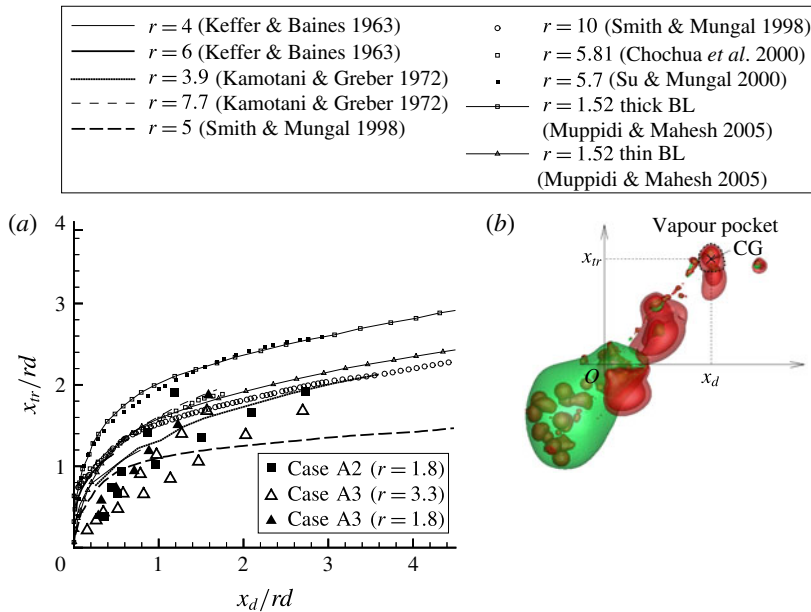 r = 4 (Keffer & Baines 1963)
r = 6 (Keffer & Baines 1963)
r = 3.9 (Kamotani & Greber 1972)
r = 7.7 (Kamotani & Greber 1972)
r = 5 (Smith & Mungal 1998)
r = 10 (Smith & Mungal 1998)
r = 5.81 (Chochua et al. 2000)
r = 5.7 (Su & Mungal 2000)
r = 1.52 thick BL
(Muppidi & Mahesh 2005)
r = 1.52 thin BL
(Muppidi & Mahesh 2005)
(a)
4
3
2
1
0
1
2
3
4
x_tr/rd
x_d/rd
Case A2 (r = 1.8)
Case A3 (r = 3.3)
Case A3 (r = 1.8)
(b)
Vapour pocket
CG
x_tr
O
x_d